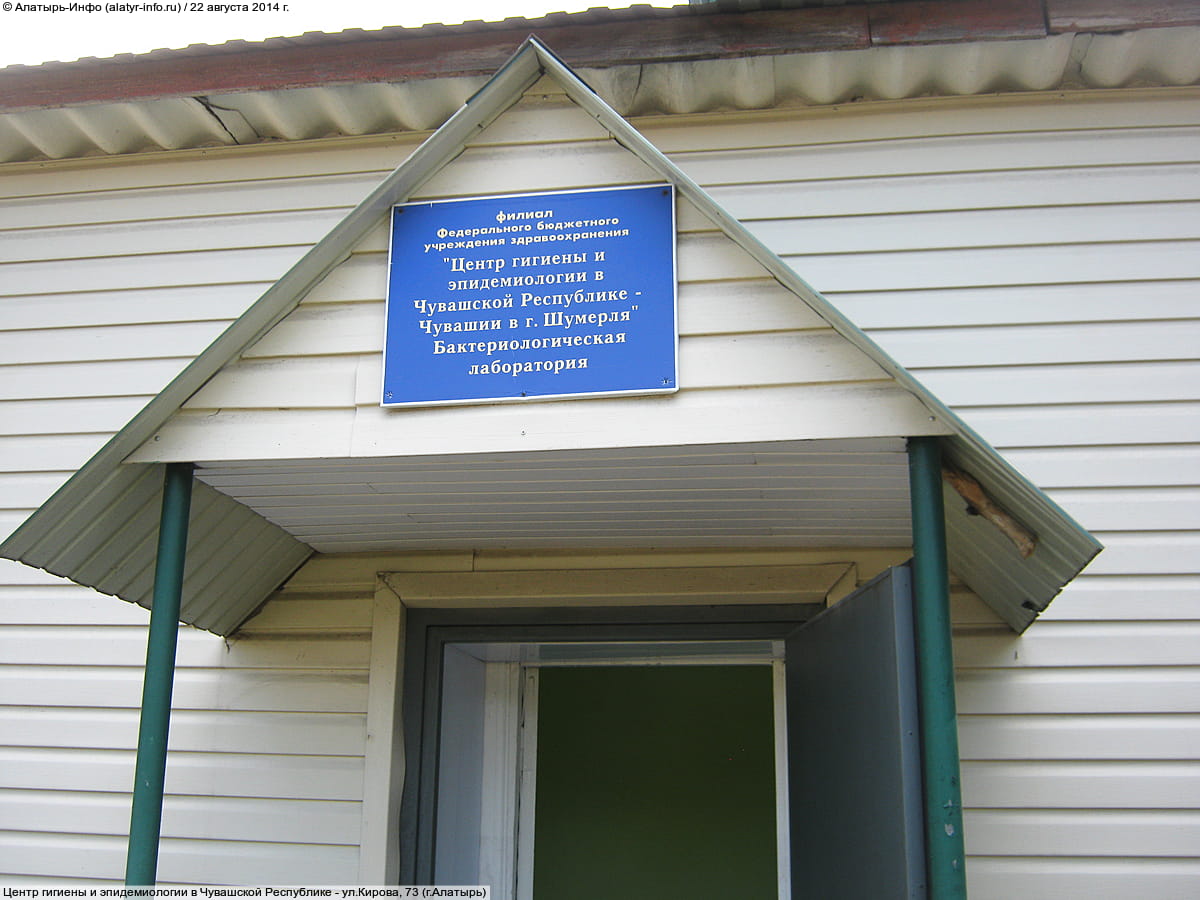 © Алатырь-Инфо (alatyr-info.ru) / 22 августа 2014 г.
филиал
Федерального бюджетного
учреждения здравоохранения
"Центр гигиены и
эпидемиологии в
Чувашской Республике -
Чувашии в г. Шумерля"
Бактериологическая
лаборатория
Центр гигиены и эпидемиологии в Чувашской Республике - ул.Кирова, 73 (г.Алатырь)